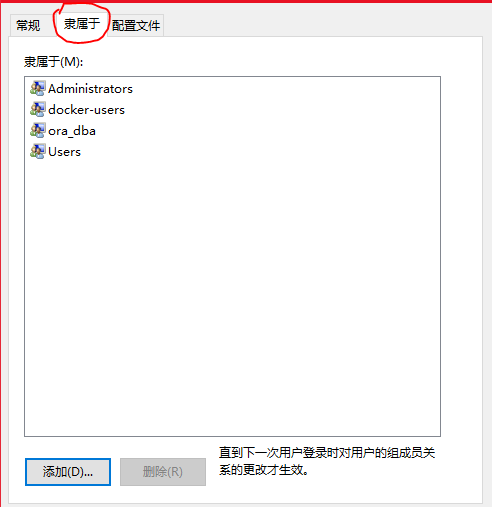 常规 隶属于 配置文件
隶属于(M):
Administrators
docker-users
ora_dba
Users
添加(D)... 删除(R) 直到下一次用户登录时对用户的组成员关
系的更改才生效。